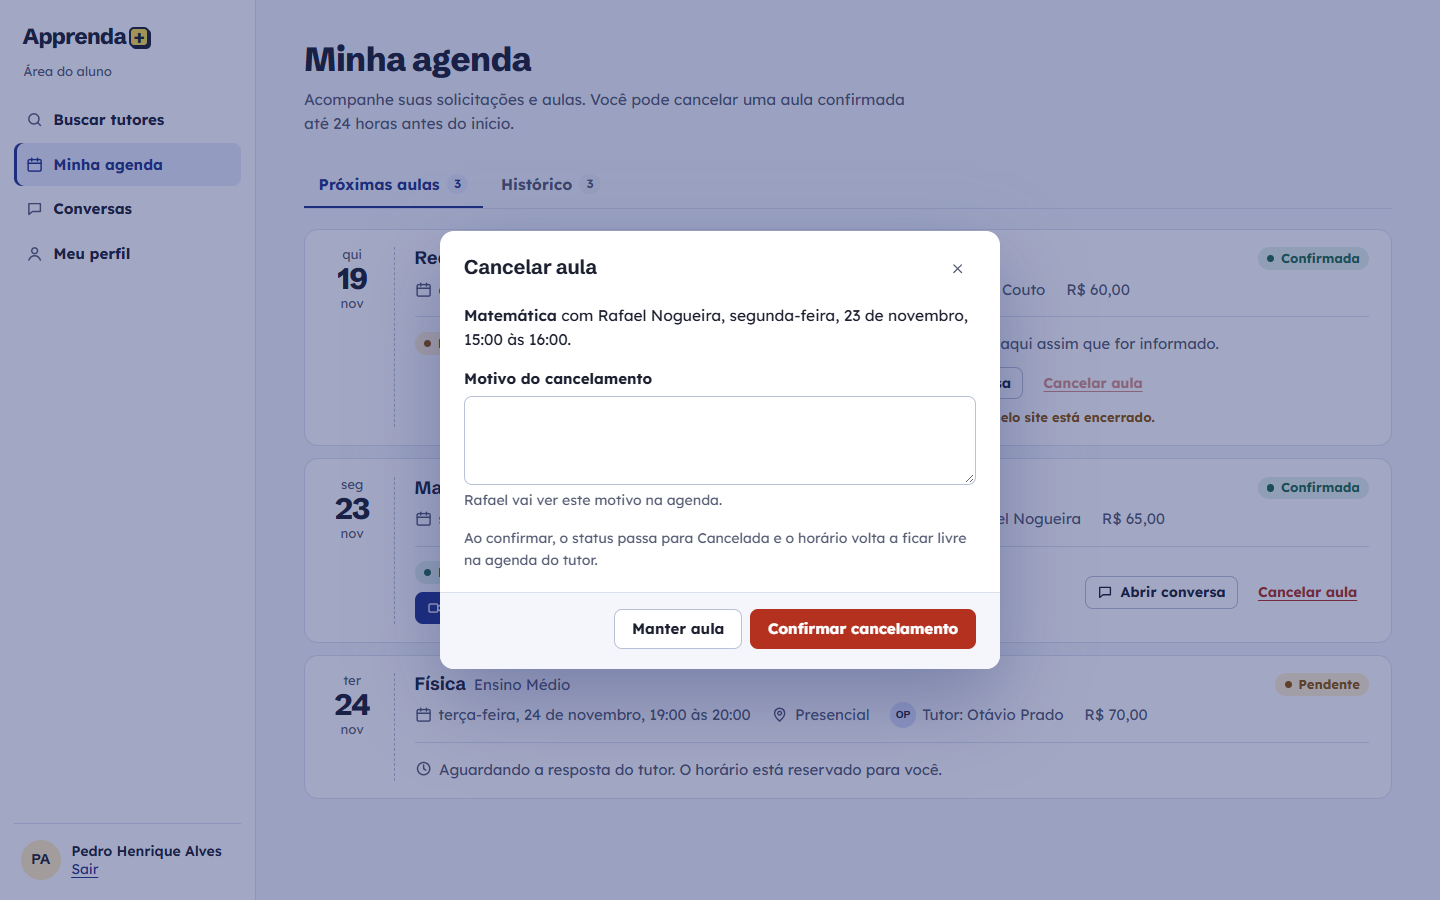 Apprenda+
Área do aluno
Buscar tutores
Minha agenda
Conversas
Meu perfil
PA
Pedro Henrique Alves
Sair
Minha agenda
Acompanhe suas solicitações e aulas. Você pode cancelar uma aula confirmada
até 24 horas antes do início.
Próximas aulas 3
Histórico 3
qui
19
nov
Confirmada
Couto R$ 60,00
aqui assim que for informado.
Cancelar aula
site está encerrado.
seg
23
nov
Confirmada
Nogueira R$ 65,00
Abrir conversa
Cancelar aula
Cancelar aula
Matemática com Rafael Nogueira, segunda-feira, 23 de novembro,
15:00 às 16:00.
Motivo do cancelamento
Rafael vai ver este motivo na agenda.
Ao confirmar, o status passa para Cancelada e o horário volta a ficar livre
na agenda do tutor.
Manter aula
Confirmar cancelamento
ter
24
nov
Física Ensino Médio
Pendente
terça-feira, 24 de novembro, 19:00 às 20:00 Presencial OP Tutor: Otávio Prado R$ 70,00
Aguardando a resposta do tutor. O horário está reservado para você.